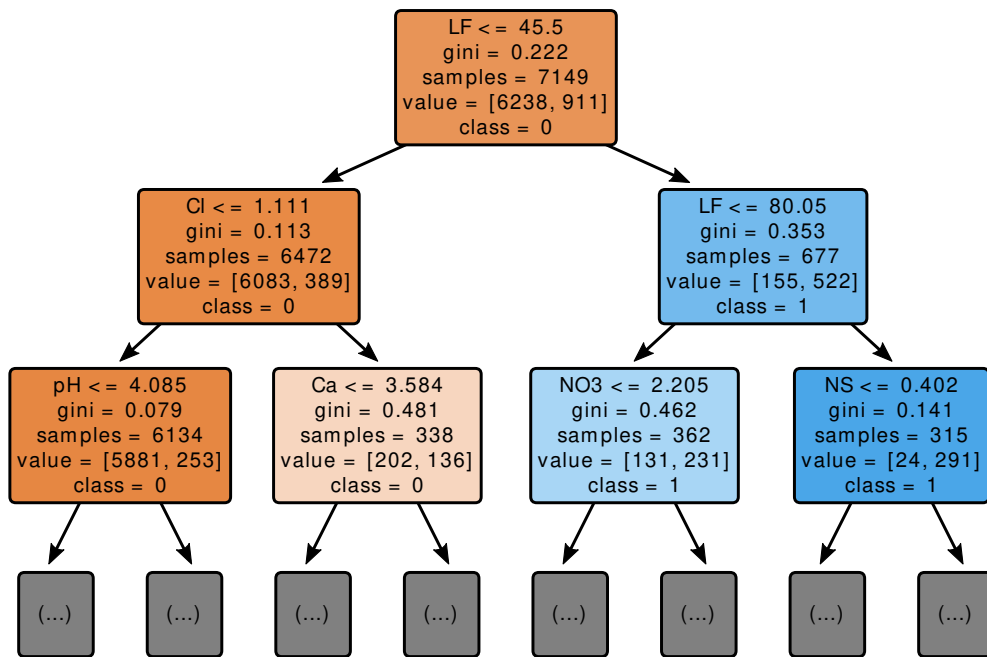 LF <= 45.5
gini = 0.222
samples = 7149
value = [6238, 911]
class = 0
Cl <= 1.111
gini = 0.113
samples = 6472
value = [6083, 389]
class = 0
LF <= 80.05
gini = 0.353
samples = 677
value = [155, 522]
class = 1
pH <= 4.085
gini = 0.079
samples = 6134
value = [5881, 253]
class = 0
Ca <= 3.584
gini = 0.481
samples = 338
value = [202, 136]
class = 0
NO3 <= 2.205
gini = 0.462
samples = 362
value = [131, 231]
class = 1
NS <= 0.402
gini = 0.141
samples = 315
value = [24, 291]
class = 1
(...)
(...)
(...)
(...)
(...)
(...)
(...)
(...)